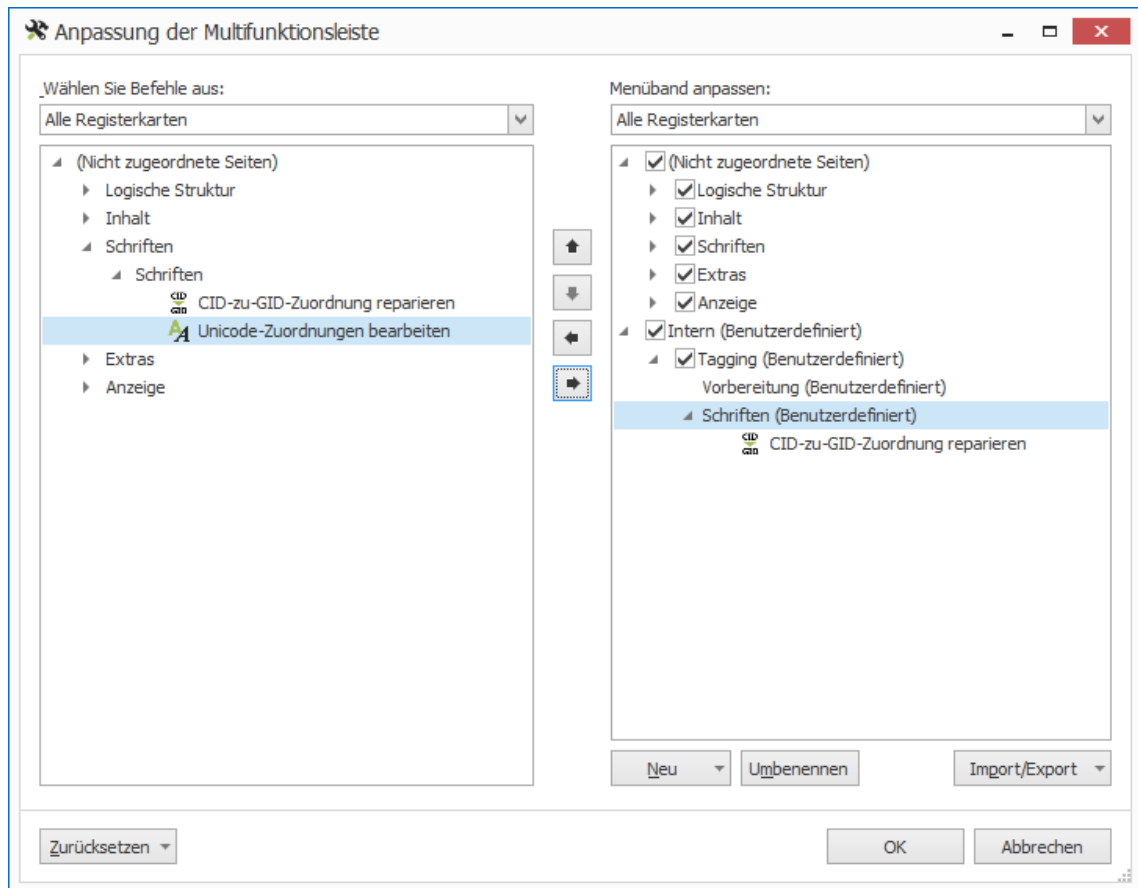 Anpassung der Multifunktionsleiste
Wählen Sie Befehle aus:
Alle Registerkarten
(Nicht zugeordnete Seiten)
Logische Struktur
Inhalt
Schriften
Schriften
CID-zu-GID-Zuordnung reparieren
Unicode-Zuordnungen bearbeiten
Extras
Anzeige
Menüband anpassen:
Alle Registerkarten
(Nicht zugeordnete Seiten)
Logische Struktur
Inhalt
Schriften
Extras
Anzeige
Intern (Benutzerdefiniert)
Tagging (Benutzerdefiniert)
Vorbereitung (Benutzerdefiniert)
Schriften (Benutzerdefiniert)
CID-zu-GID-Zuordnung reparieren
Neu
Umbenennen
Import/Export
Zurücksetzen
OK
Abbrechen